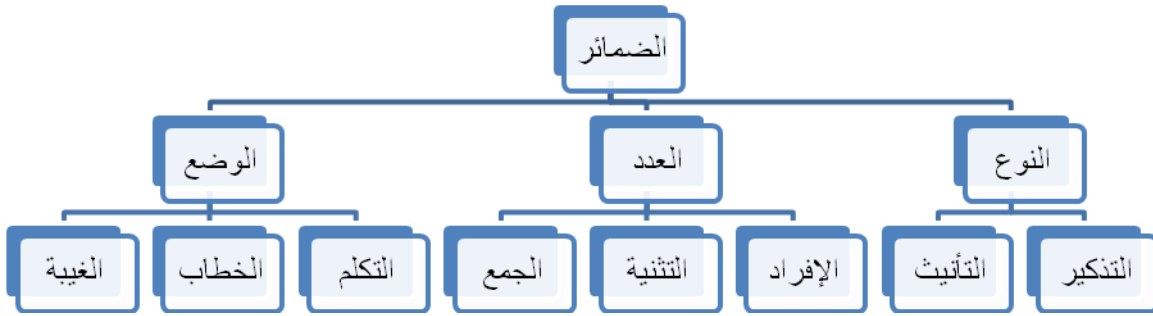 الضمائر
النوع
العدد
الوضع
التذكير
التأنيث
الإفراد
التثنية
الجمع
التكلم
الخطاب
الغيبة